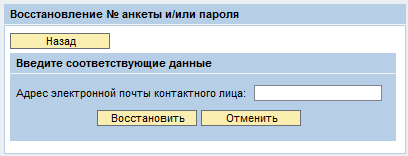 Восстановление № анкеты и/или пароля
Назад
Введите соответствующие данные
Адрес электронной почты контактного лица:
Восстановить Отменить